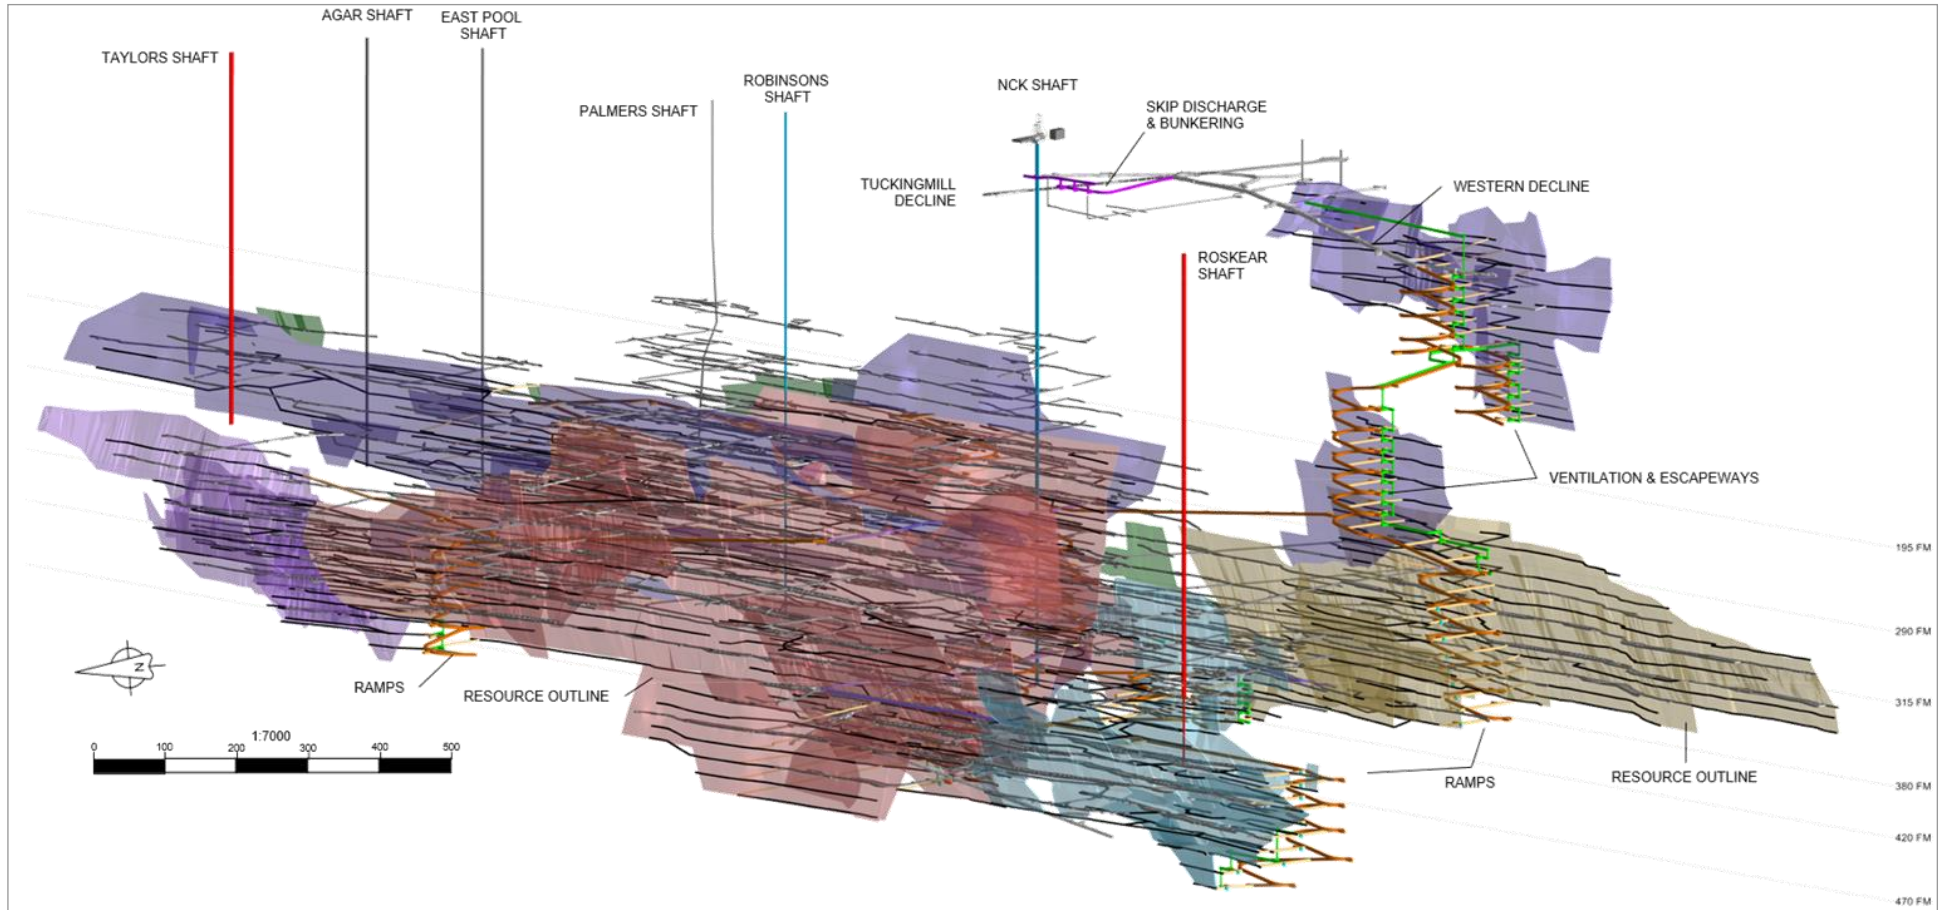 AGAR SHAFT
EAST POOL
SHAFT
TAYLORS SHAFT
ROBINSONS
SHAFT
PALMERS SHAFT
NCK SHAFT
SKIP DISCHARGE
& BUNKERING
TUCKINGMILL
DECLINE
WESTERN DECLINE
ROSKEAR
SHAFT
VENTILATION & ESCAPEWAYS
195 FM
290 FM
315 FM
380 FM
420 FM
470 FM
Z
RAMPS
RESOURCE OUTLINE
1:7000
0 100 200 300 400 500
RAMPS
RESOURCE OUTLINE